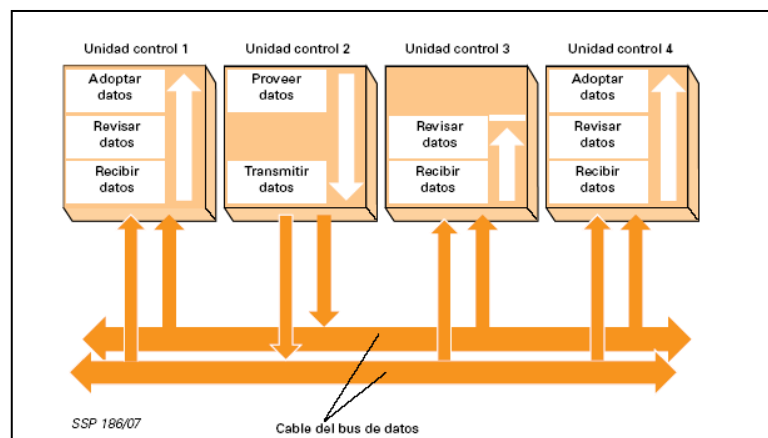 Unidad control 1
Unidad control 2
Unidad control 3
Unidad control 4
Adoptar
datos
Revisar
datos
Recibir
datos
Proveer
datos
Transmitir
datos
Revisar
datos
Recibir
datos
Adoptar
datos
Revisar
datos
Recibir
datos
SSP 186/07
Cable del bus de datos